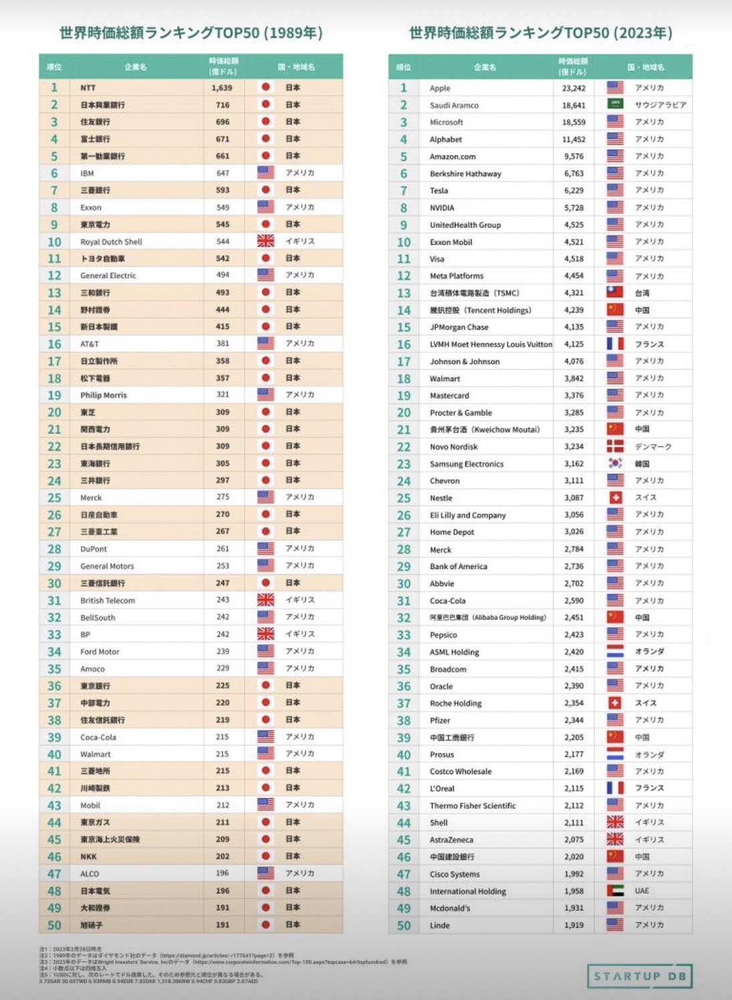 世界時価総額ランキングTOP50 (1989年)
順位 企業名 時価総額 (億ドル) 国・地域名
1 NTT 1,639 日本
2 日本興業銀行 716 日本
3 住友銀行 696 日本
4 富士銀行 671 日本
5 第一勧業銀行 661 日本
6 IBM 647 アメリカ
7 三菱銀行 593 日本
8 Exxon 549 アメリカ
9 東京電力 545 日本
10 Royal Dutch Shell 544 イギリス
11 トヨタ自動車 542 日本
12 General Electric 494 アメリカ
13 三和銀行 493 日本
14 野村證券 444 日本
15 新日本製鐵 415 日本
16 AT&T 381 アメリカ
17 日立製作所 358 日本
18 松下電器 357 日本
19 Philip Morris 321 アメリカ
20 東芝 309 日本
21 関西電力 309 日本
22 日本長期信用銀行 309 日本
23 東海銀行 305 日本
24 三井銀行 297 日本
25 Merck 275 アメリカ
26 日産自動車 270 日本
27 三菱重工業 267 日本
28 DuPont 261 アメリカ
29 General Motors 253 アメリカ
30 三菱信託銀行 247 日本
31 British Telecom 243 イギリス
32 BellSouth 242 アメリカ
33 BP 242 イギリス
34 Ford Motor 239 アメリカ
35 Amoco 229 アメリカ
36 東京銀行 225 日本
37 中部電力 220 日本
38 住友信託銀行 219 日本
39 Coca-Cola 215 アメリカ
40 Walmart 215 アメリカ
41 三菱地所 215 日本
42 川崎製鉄 213 日本
43 Mobil 212 アメリカ
44 東京ガス 211 日本
45 東京海上火災保険 209 日本
46 NKK 202 日本
47 ALCO 196 アメリカ
48 日本電気 196 日本
49 大和證券 191 日本
50 旭硝子 191 日本
世界時価総額ランキングTOP50 (2023年)
順位 企業名 時価総額 (億ドル) 国・地域名
1 Apple 23,242 アメリカ
2 Saudi Aramco 18,641 サウジアラビア
3 Microsoft 18,559 アメリカ
4 Alphabet 11,452 アメリカ
5 Amazon.com 9,576 アメリカ
6 Berkshire Hathaway 6,763 アメリカ
7 Tesla 6,229 アメリカ
8 NVIDIA 5,728 アメリカ
9 UnitedHealth Group 4,525 アメリカ
10 Exxon Mobil 4,521 アメリカ
11 Visa 4,518 アメリカ
12 Meta Platforms 4,454 アメリカ
13 台湾積体電路製造（TSMC） 4,321 台湾
14 騰訊控股（Tencent Holdings） 4,239 中国
15 JPMorgan Chase 4,135 アメリカ
16 LVMH Moet Hennessy Louis Vuitton 4,125 フランス
17 Johnson & Johnson 4,076 アメリカ
18 Walmart 3,842 アメリカ
19 Mastercard 3,376 アメリカ
20 Procter & Gamble 3,285 アメリカ
21 貴州茅台酒（Kweichow Moutai） 3,235 中国
22 Novo Nordisk 3,234 デンマーク
23 Samsung Electronics 3,162 韓国
24 Chevron 3,111 アメリカ
25 Nestle 3,087 スイス
26 Eli Lilly and Company 3,056 アメリカ
27 Home Depot 3,026 アメリカ
28 Merck 2,784 アメリカ
29 Bank of America 2,736 アメリカ
30 Abbvie 2,702 アメリカ
31 Coca-Cola 2,590 アメリカ
32 阿里巴巴集団（Alibaba Group Holding） 2,451 中国
33 Pepsico 2,423 アメリカ
34 ASML Holding 2,420 オランダ
35 Broadcom 2,415 アメリカ
36 Oracle 2,390 アメリカ
37 Roche Holding 2,354 スイス
38 Pfizer 2,344 アメリカ
39 中国工商銀行 2,205 中国
40 Prosus 2,177 オランダ
41 Costco Wholesale 2,169 アメリカ
42 L'Oreal 2,115 フランス
43 Thermo Fisher Scientific 2,112 アメリカ
44 Shell 2,111 イギリス
45 AstraZeneca 2,075 イギリス
46 中国建設銀行 2,020 中国
47 Cisco Systems 1,992 アメリカ
48 International Holding 1,958 UAE
49 Mcdonald's 1,931 アメリカ
50 Linde 1,919 アメリカ
注1：2023年2月28日時点
注2：1989年のデータはダイヤモンド社のデータ（https://diamond.jp/articles/-/177641?page=2）を参照
注3：2023年のデータはWright Investors' Service, Incのデータ（https://www.corporateinformation.com/Top-100.aspx?topcase=b#/tophundred）を参照
注4：小数点以下は四捨五入
注5：1USDに対し、次のレートでドル換算した。そのため参照元と順位が異なる場合がある。
3.75SAR 30.65TWD 6.93RMB 0.94EUR 7.03DKK 1,318.38KRW 0.94CHF 0.83GBP 3.67AED
STARTUP DB